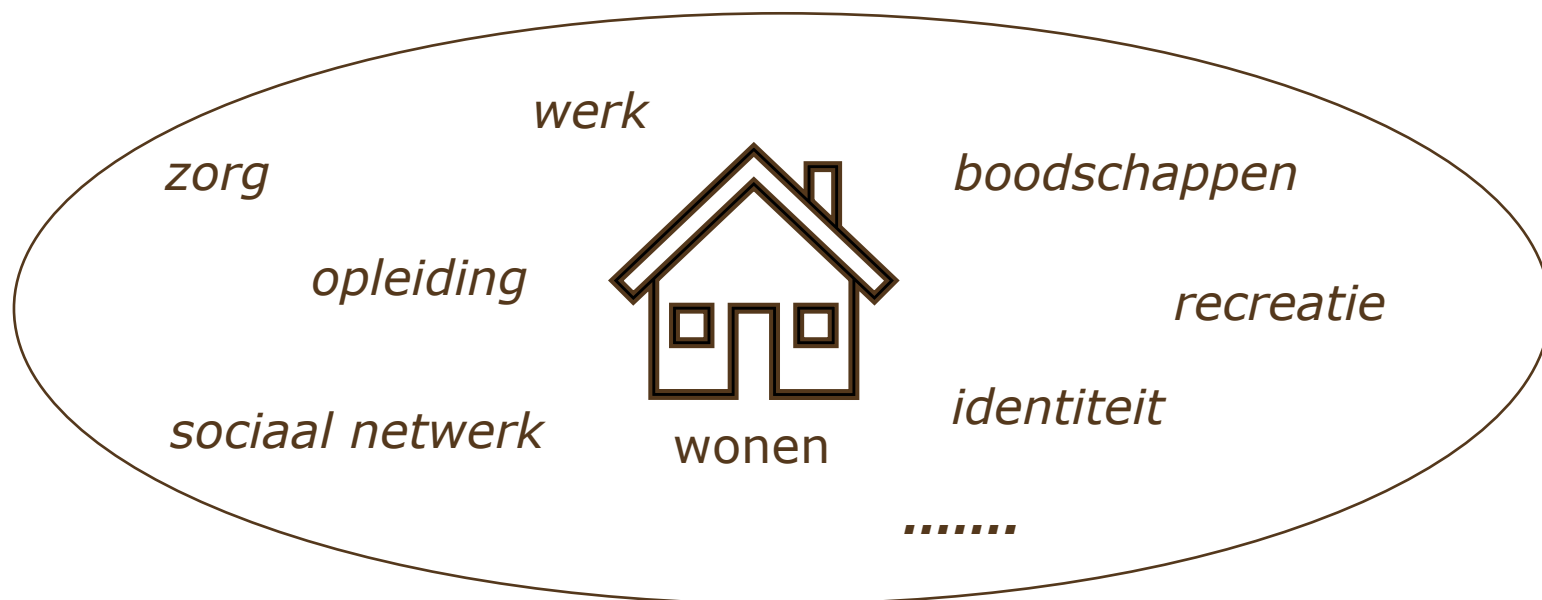 werk
zorg
boodschappen
opleiding
recreatie
identiteit
sociaal netwerk
wonen
.......